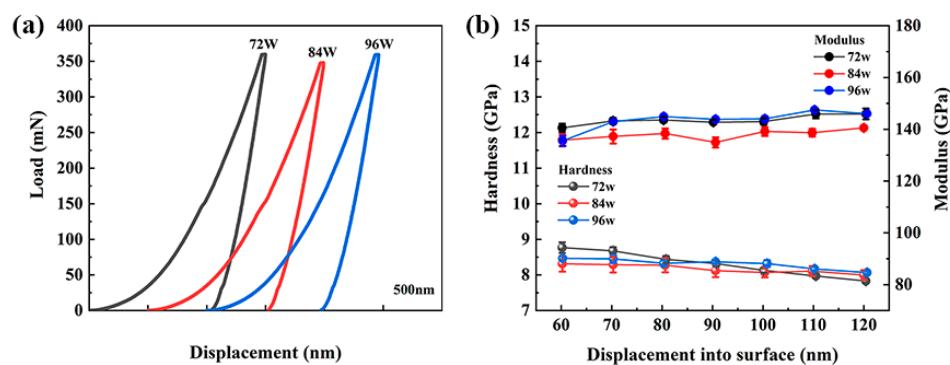 (a)
400
350
300
250
200
150
100
50
0
Load (mN)
72W
84W
96W
500nm
Displacement (nm)
(b)
15
14
13
12
11
10
9
8
7
Hardness (GPa)
Modulus
72w
84w
96w
Hardness
72w
84w
96w
180
160
140
120
100
80
Modulus (GPa)
60 70 80 90 100 110 120
Displacement into surface (nm)